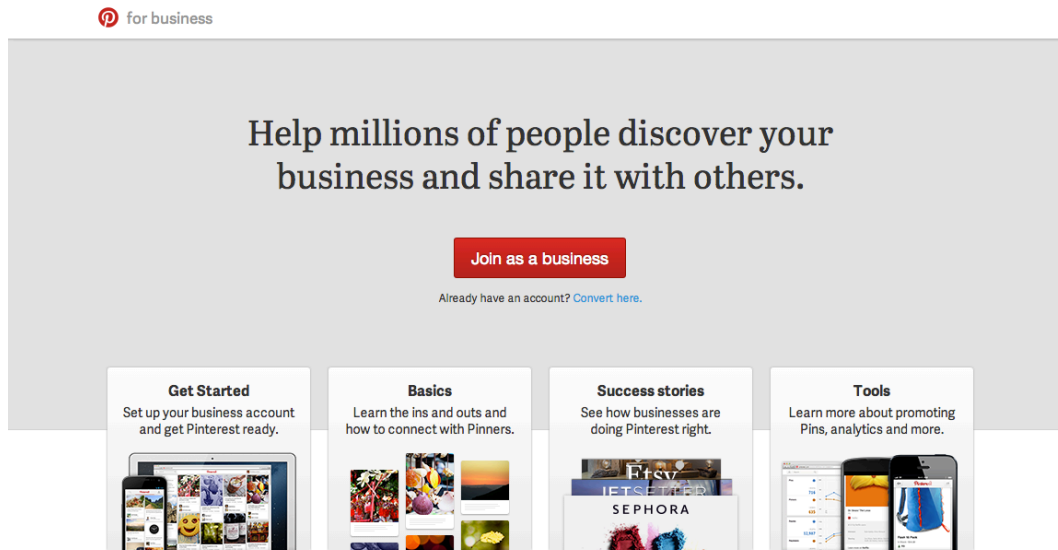 for business
Help millions of people discover your
business and share it with others.
Join as a business
Already have an account? Convert here.
Get Started
Set up your business account
and get Pinterest ready.
Basics
Learn the ins and outs and
how to connect with Pinners.
Success stories
See how businesses are
doing Pinterest right.
Etsy
JETSETTER
SEPHORA
Tools
Learn more about promoting
Pins, analytics and more.